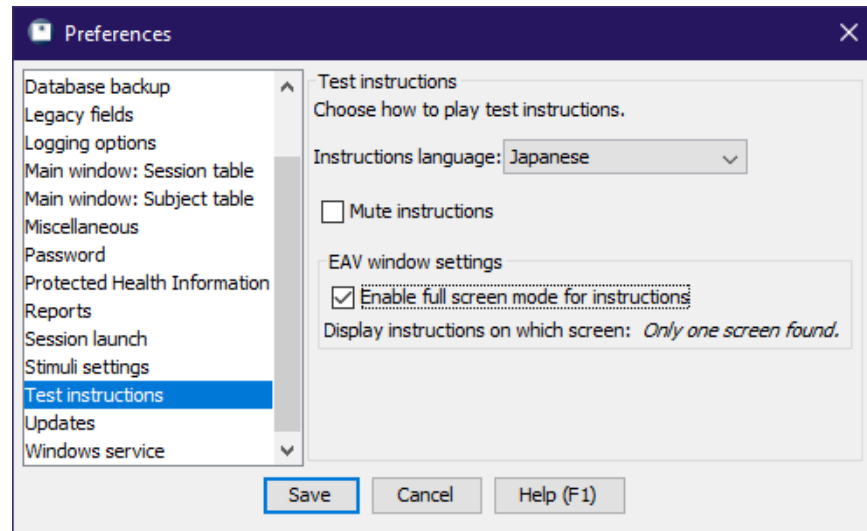 Preferences
Database backup
Legacy fields
Logging options
Main window: Session table
Main window: Subject table
Miscellaneous
Password
Protected Health Information
Reports
Session launch
Stimuli settings
Test instructions
Updates
Windows service
Test instructions
Choose how to play test instructions.
Instructions language: Japanese
Mute instructions
EAV window settings
Enable full screen mode for instructions
Display instructions on which screen: Only one screen found.
Save Cancel Help (F1)